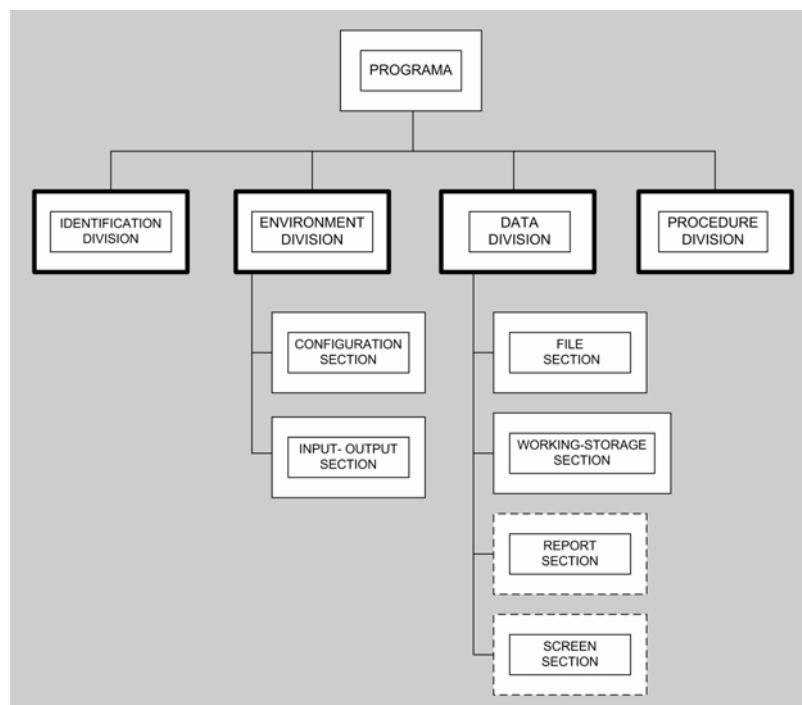 PROGRAMA
IDENTIFICATION
DIVISION
ENVIRONMENT
DIVISION
DATA
DIVISION
PROCEDURE
DIVISION
CONFIGURATION
SECTION
INPUT- OUTPUT
SECTION
FILE
SECTION
WORKING-STORAGE
SECTION
REPORT
SECTION
SCREEN
SECTION